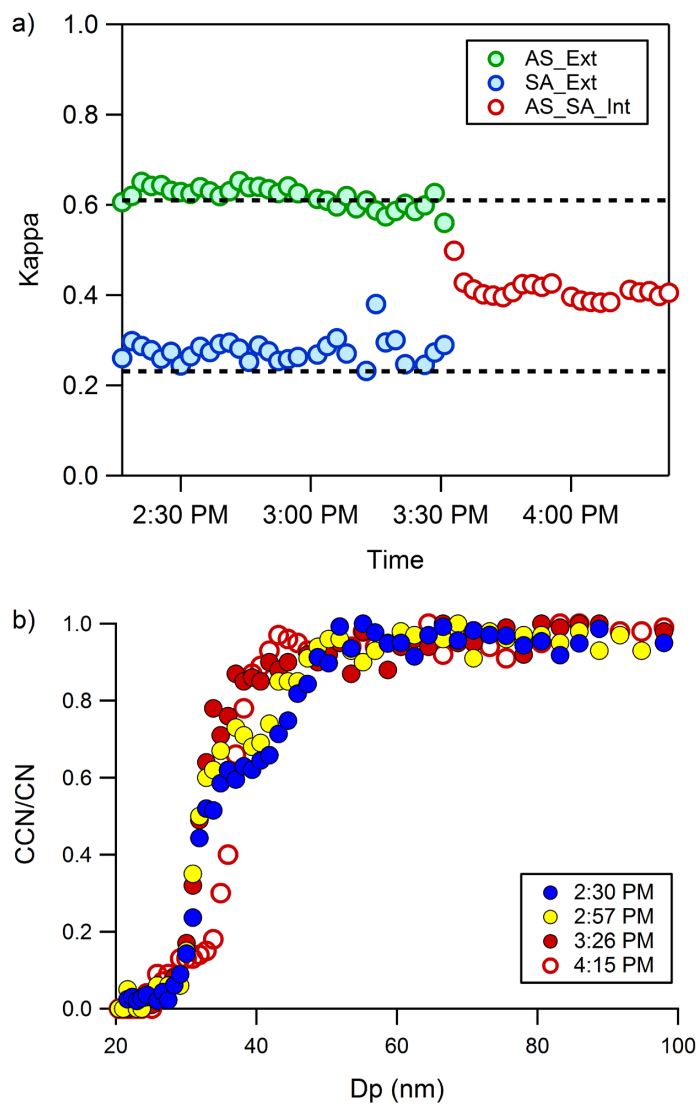 a)
1.0
0.8
0.6
0.4
0.2
0.0
Kappa
AS_Ext
SA_Ext
AS_SA_Int
2:30 PM
3:00 PM
3:30 PM
4:00 PM
Time
b)
1.0
0.8
0.6
0.4
0.2
0.0
CCN/CN
2:30 PM
2:57 PM
3:26 PM
4:15 PM
20
40
60
80
100
Dp (nm)